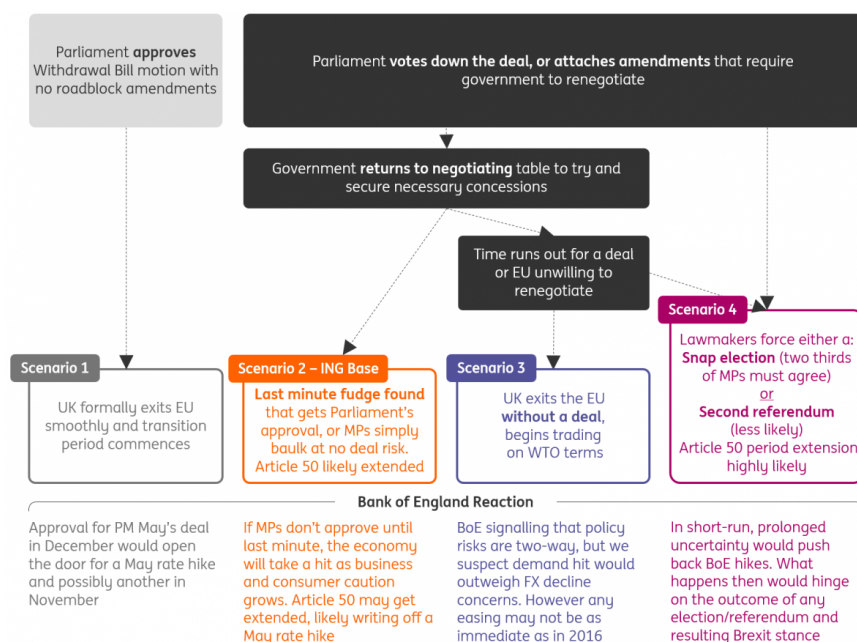 Parliament approves
Withdrawal Bill motion with
no roadblock amendments
Parliament votes down the deal, or attaches amendments that require
government to renegotiate
Government returns to negotiating table to try and
secure necessary concessions
Time runs out for a deal
or EU unwilling to
renegotiate
Scenario 1
UK formally exits EU
smoothly and transition
period commences
Scenario 2 – ING Base
Last minute fudge found
that gets Parliament's
approval, or MPs simply
baulk at no deal risk.
Article 50 likely extended
Scenario 3
UK exits the EU
without a deal,
begins trading
on WTO terms
Scenario 4
Lawmakers force either a:
Snap election (two thirds
of MPs must agree)
or
Second referendum
(less likely)
Article 50 period extension
highly likely
Bank of England Reaction
Approval for PM May's deal
in December would open
the door for a May rate hike
and possibly another in
November
If MPs don't approve until
last minute, the economy
will take a hit as business
and consumer caution
grows. Article 50 may get
extended, likely writing off a
May rate hike
BoE signalling that policy
risks are two-way, but we
suspect demand hit would
outweigh FX decline
concerns. However any
easing may not be as
immediate as in 2016
In short-run, prolonged
uncertainty would push
back BoE hikes. What
happens then would hinge
on the outcome of any
election/referendum and
resulting Brexit stance